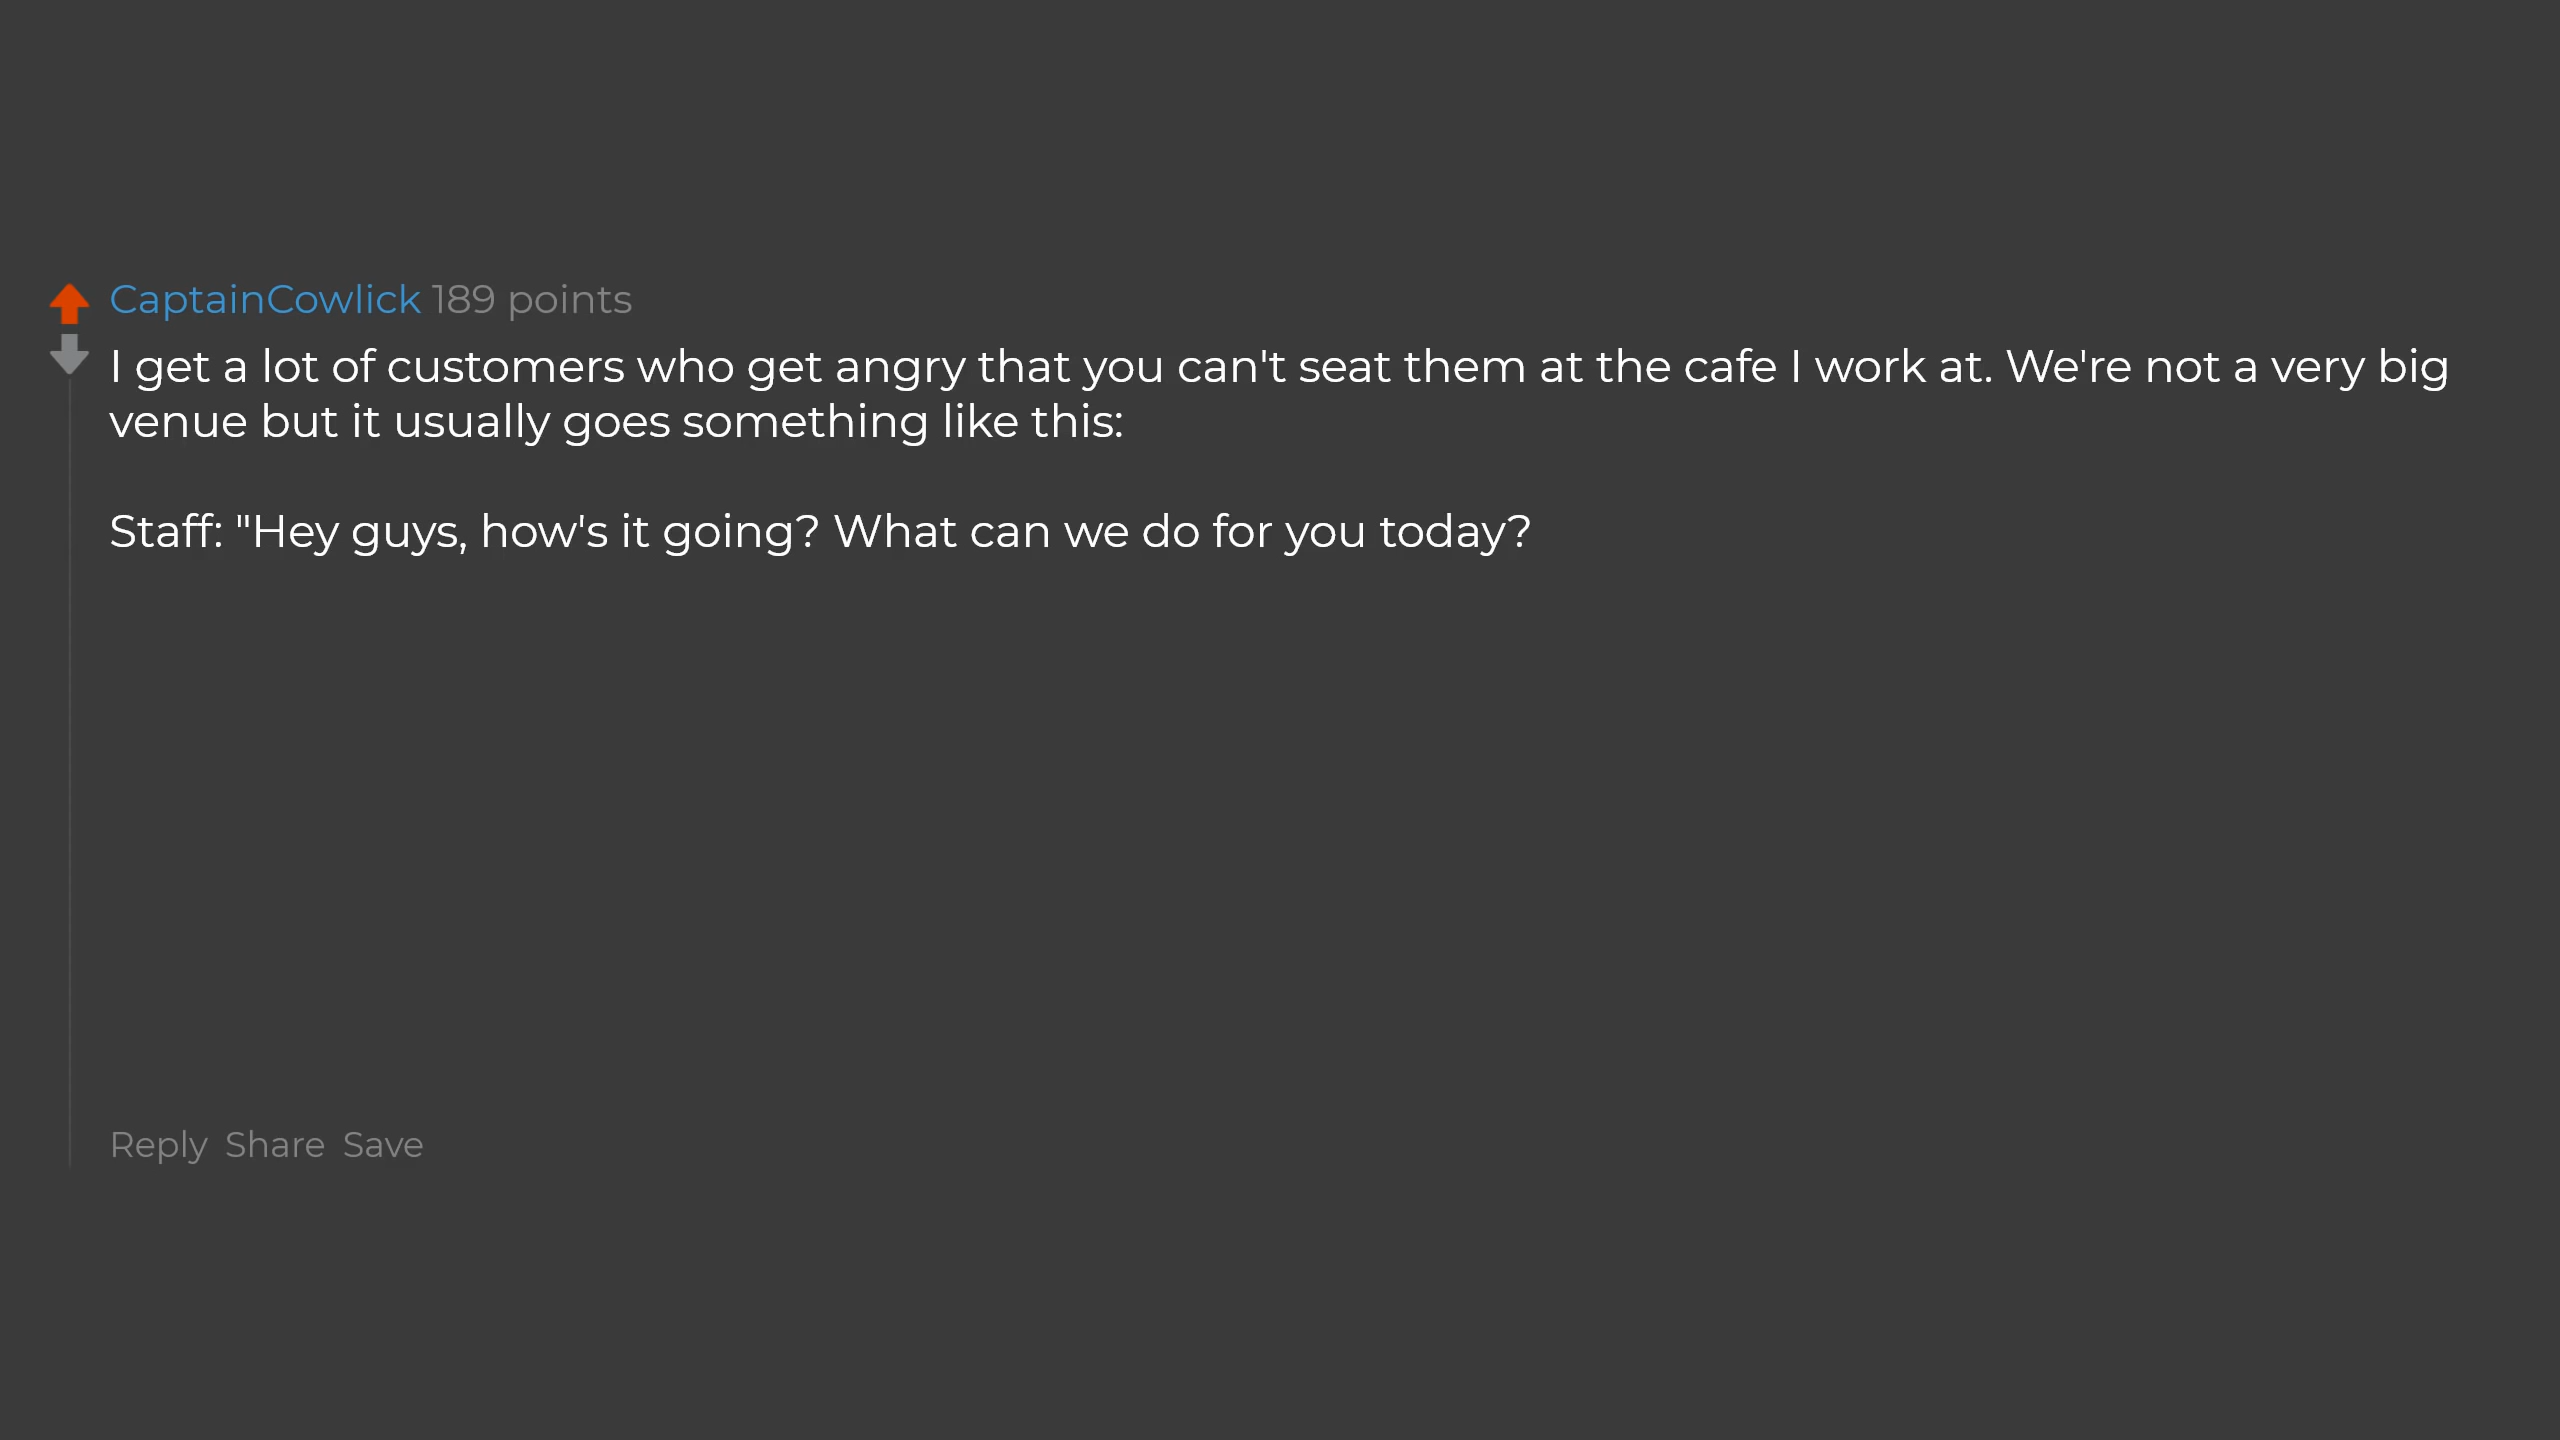 CaptainCowlick 189 points
I get a lot of customers who get angry that you can't seat them at the cafe I work at. We're not a very big
venue but it usually goes something like this:
Staff: "Hey guys, how's it going? What can we do for you today?
Reply Share Save